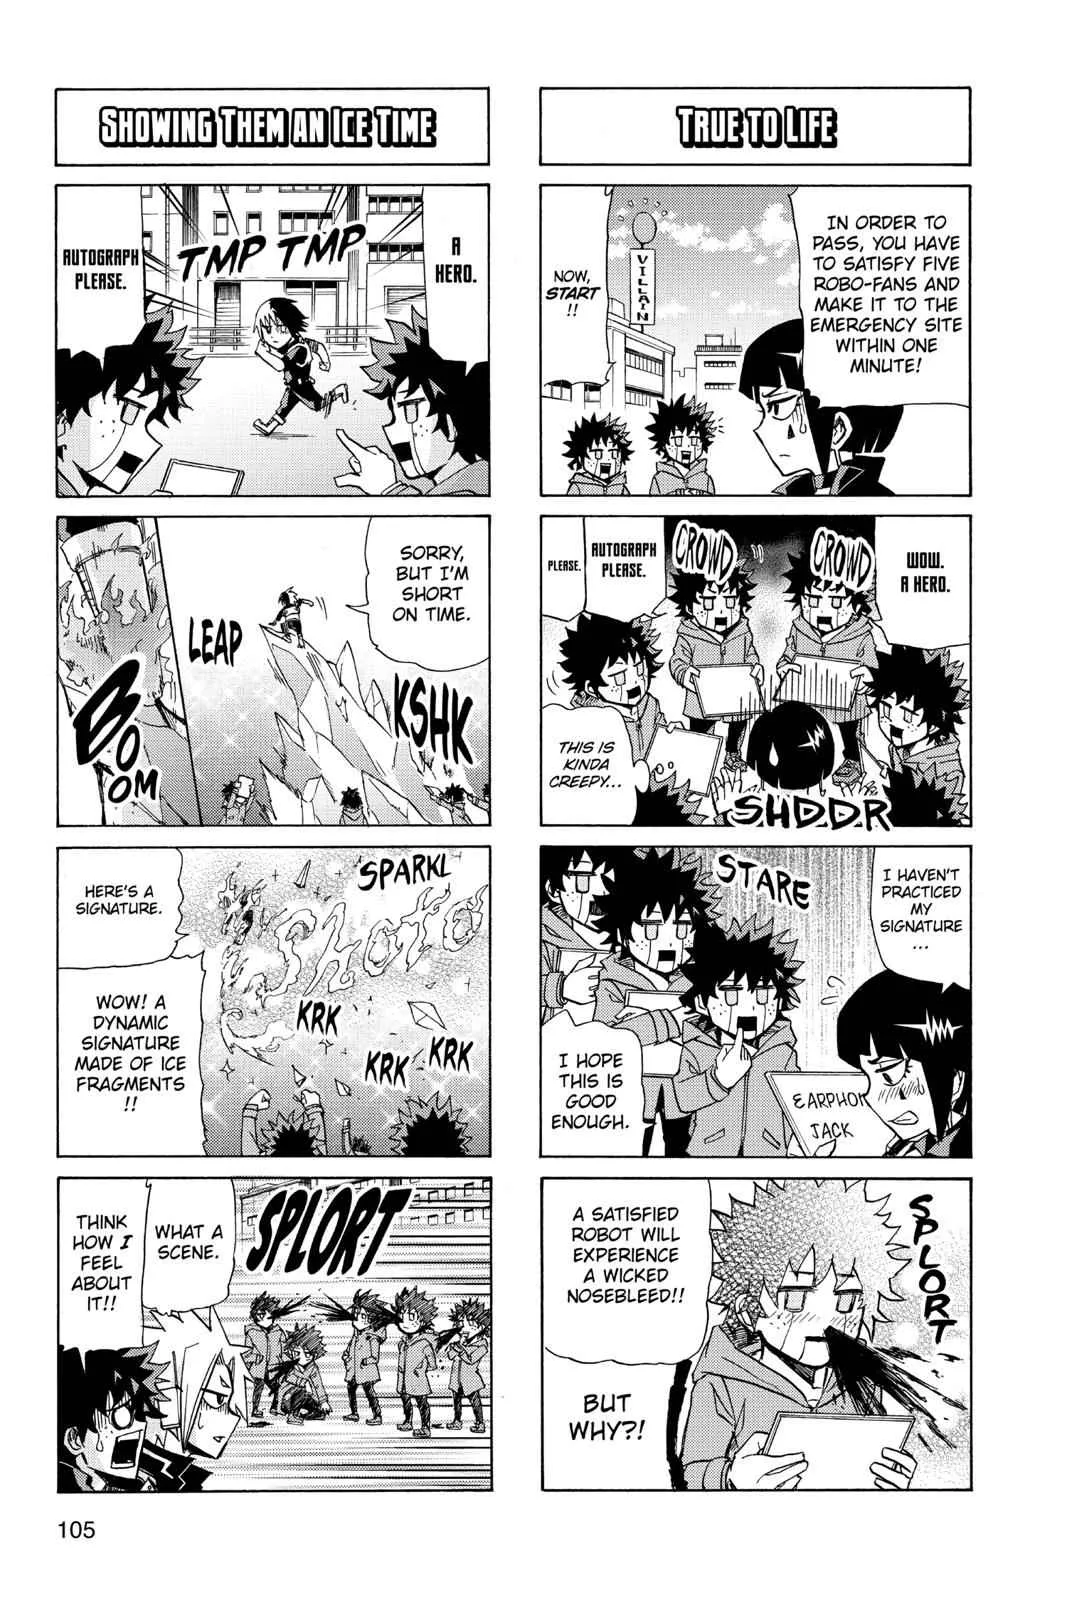 TRUE TO LIFE
IN ORDER TO
PASS, YOU HAVE
TO SATISFY FIVE
ROBO-FANS AND
MAKE IT TO THE
EMERGENCY SITE
WITHIN ONE
MINUTE!
VILLAIN
NOW,
START
!!
WOW.
A HERO.
CROWD
CROWD
AUTOGRAPH
PLEASE.
PLEASE.
THIS IS
KINDA
CREEPY...
SHDDR
I HAVEN'T
PRACTICED
MY
SIGNATURE
...
STARE
I HOPE
THIS IS
GOOD
ENOUGH.
EARPHON
JACK
SPLORT
A SATISFIED
ROBOT WILL
EXPERIENCE
A WICKED
NOSEBLEED!!
BUT
WHY?!
SHOWING THEM AN ICE TIME
A
HERO.
TMP TMP
AUTOGRAPH
PLEASE.
SORRY,
BUT I'M
SHORT
ON TIME.
KSHK
LEAP
BOOM
SPARKL
HERE'S A
SIGNATURE.
SHOTO
KRK
KRK
KRK
WOW! A
DYNAMIC
SIGNATURE
MADE OF ICE
FRAGMENTS
!!
SPLORT
WHAT A
SCENE.
THINK
HOW I
FEEL
ABOUT
IT!!
105